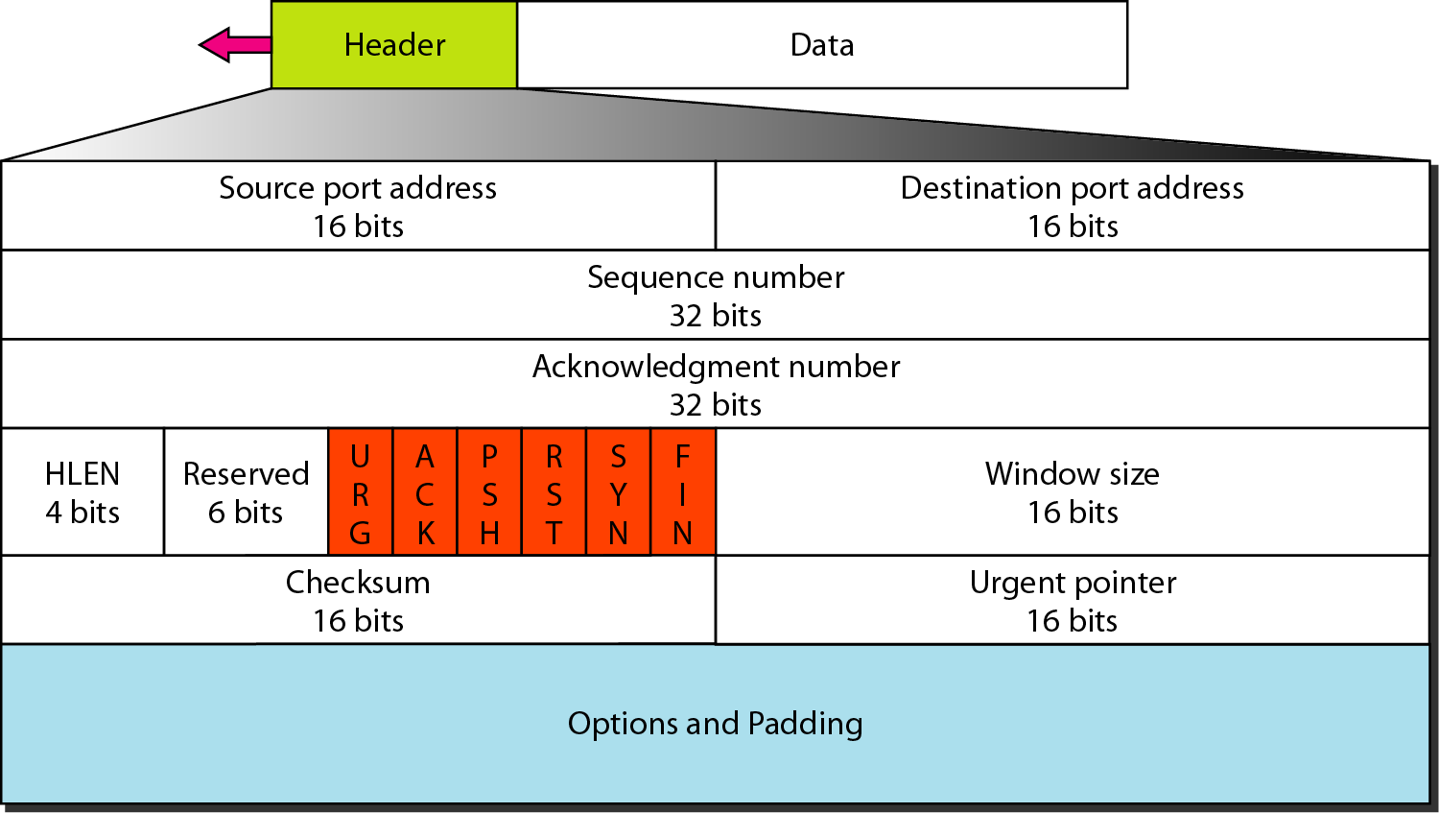 Header
Data
Source port address
16 bits
Destination port address
16 bits
Sequence number
32 bits
Acknowledgment number
32 bits
HLEN
4 bits
Reserved
6 bits
URG
ACK
PSH
RST
SYN
FIN
Window size
16 bits
Checksum
16 bits
Urgent pointer
16 bits
Options and Padding